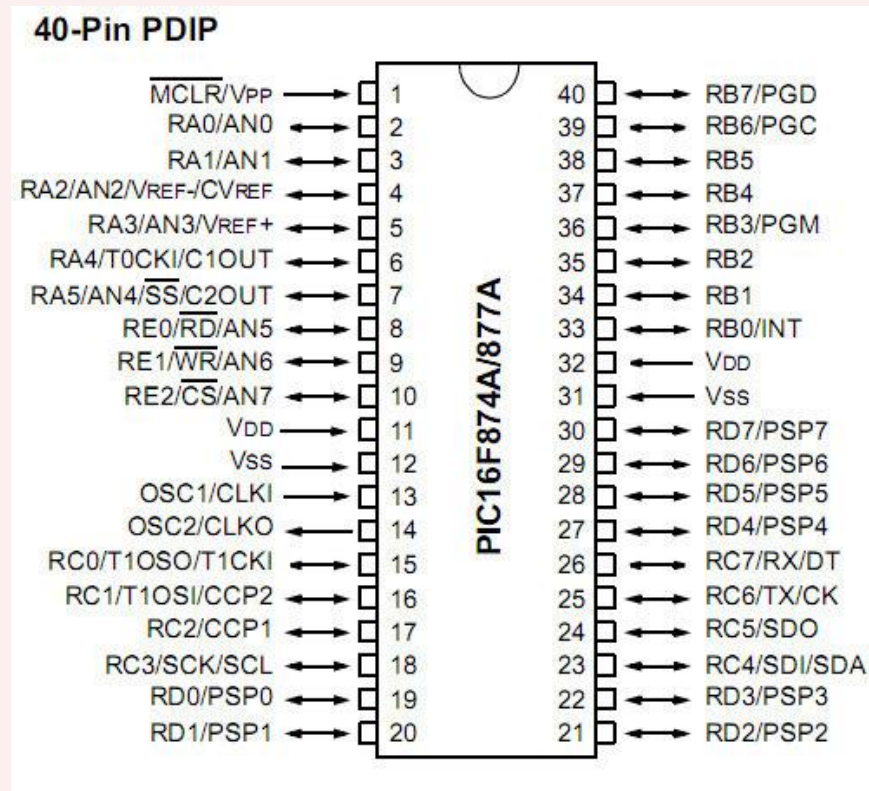 40-Pin PDIP
MCLR/VPP 1 40 RB7/PGD
RA0/AN0 2 39 RB6/PGC
RA1/AN1 3 38 RB5
RA2/AN2/VREF-/CVREF 4 37 RB4
RA3/AN3/VREF+ 5 36 RB3/PGM
RA4/T0CKI/C1OUT 6 35 RB2
RA5/AN4/SS/C2OUT 7 34 RB1
RE0/RD/AN5 8 33 RB0/INT
RE1/WR/AN6 9 32 VDD
RE2/CS/AN7 10 31 VSS
VDD 11 30 RD7/PSP7
VSS 12 29 RD6/PSP6
OSC1/CLKI 13 28 RD5/PSP5
OSC2/CLKO 14 27 RD4/PSP4
RC0/T1OSO/T1CKI 15 26 RC7/RX/DT
RC1/T1OSI/CCP2 16 25 RC6/TX/CK
RC2/CCP1 17 24 RC5/SDO
RC3/SCK/SCL 18 23 RC4/SDI/SDA
RD0/PSP0 19 22 RD3/PSP3
RD1/PSP1 20 21 RD2/PSP2
PIC16F874A/877A